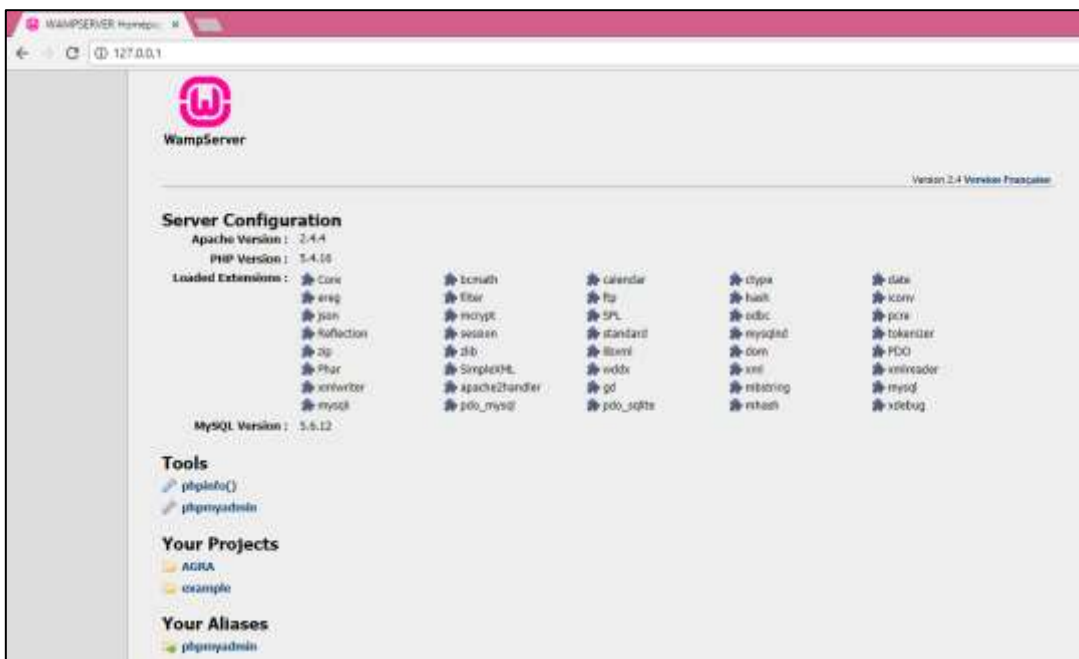 WAMPSERVER Homepa
127.0.0.1
WampServer
Version 2.4 Version Française
Server Configuration
Apache Version : 2.4.4
PHP Version : 5.4.16
Loaded Extensions : Core bcmath calendar ctype date
ereg filter ftp hash iconv
json mcrypt SPL odbc pcre
Reflection session standard mysqlnd tokenizer
zip zlib libxml dom PDO
Phar SimpleXML wddx xml xmlreader
xmlwriter apache2handler gd mbstring mysql
mysqli pdo_mysql pdo_sqlite mhash xdebug
MySQL Version : 5.6.12
Tools
phpinfo()
phpmyadmin
Your Projects
AGRA
example
Your Aliases
phpmyadmin